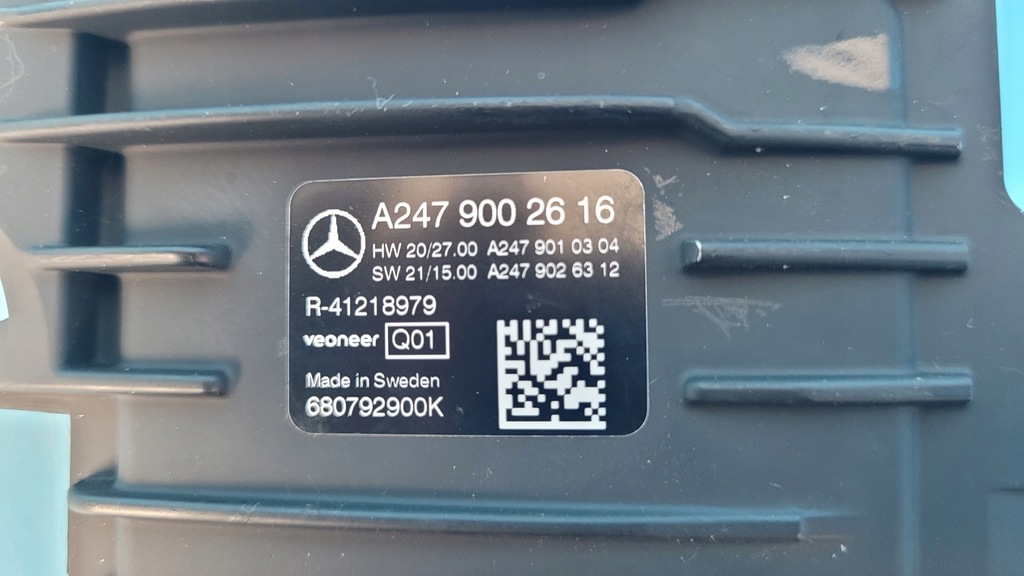 A247 900 26 16
HW 20/27.00 A247 901 03 04
SW 21/15.00 A247 902 63 12
R-41218979
veoneer Q01
Made in Sweden
680792900K